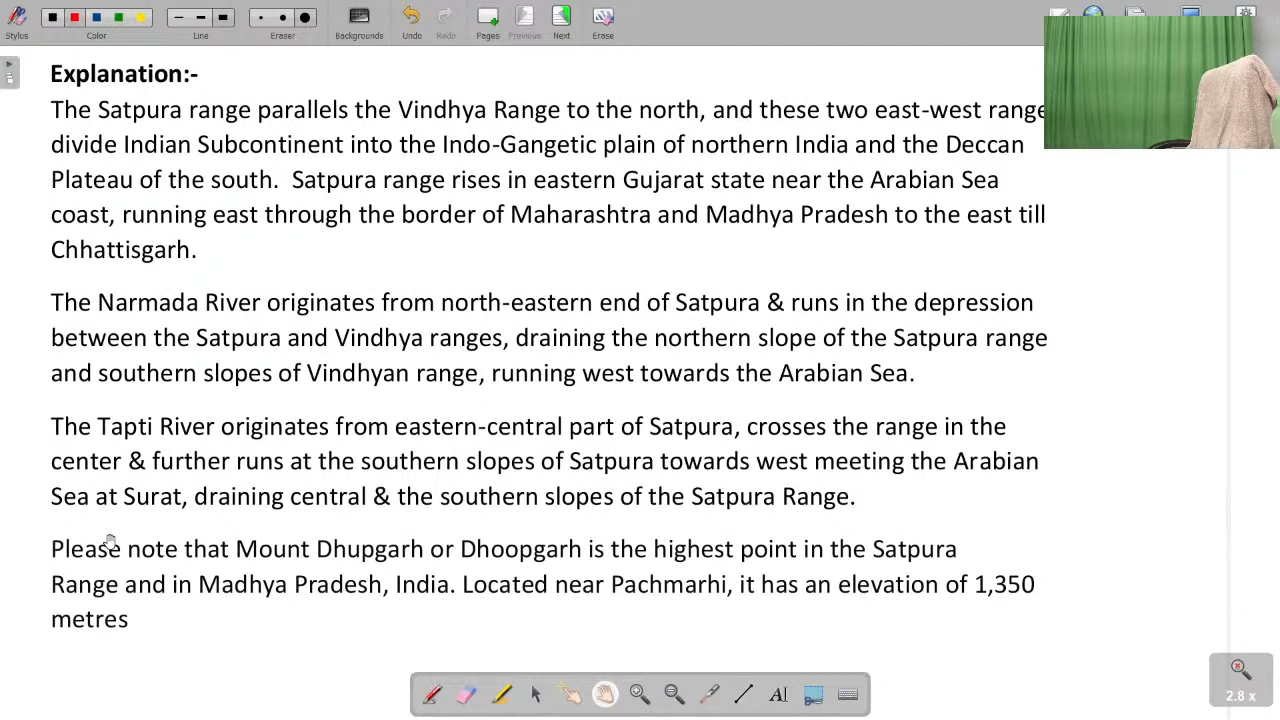 Stylus
Color
Line
Eraser
Backgrounds
Undo
Redo
Pages
Previous
Next
Erase
Explanation:-
The Satpura range parallels the Vindhya Range to the north, and these two east-west range
divide Indian Subcontinent into the Indo-Gangetic plain of northern India and the Deccan
Plateau of the south.  Satpura range rises in eastern Gujarat state near the Arabian Sea
coast, running east through the border of Maharashtra and Madhya Pradesh to the east till
Chhattisgarh.
The Narmada River originates from north-eastern end of Satpura & runs in the depression
between the Satpura and Vindhya ranges, draining the northern slope of the Satpura range
and southern slopes of Vindhyan range, running west towards the Arabian Sea.
The Tapti River originates from eastern-central part of Satpura, crosses the range in the
center & further runs at the southern slopes of Satpura towards west meeting the Arabian
Sea at Surat, draining central & the southern slopes of the Satpura Range.
Please note that Mount Dhupgarh or Dhoopgarh is the highest point in the Satpura
Range and in Madhya Pradesh, India. Located near Pachmarhi, it has an elevation of 1,350
metres
AI
2.8 x